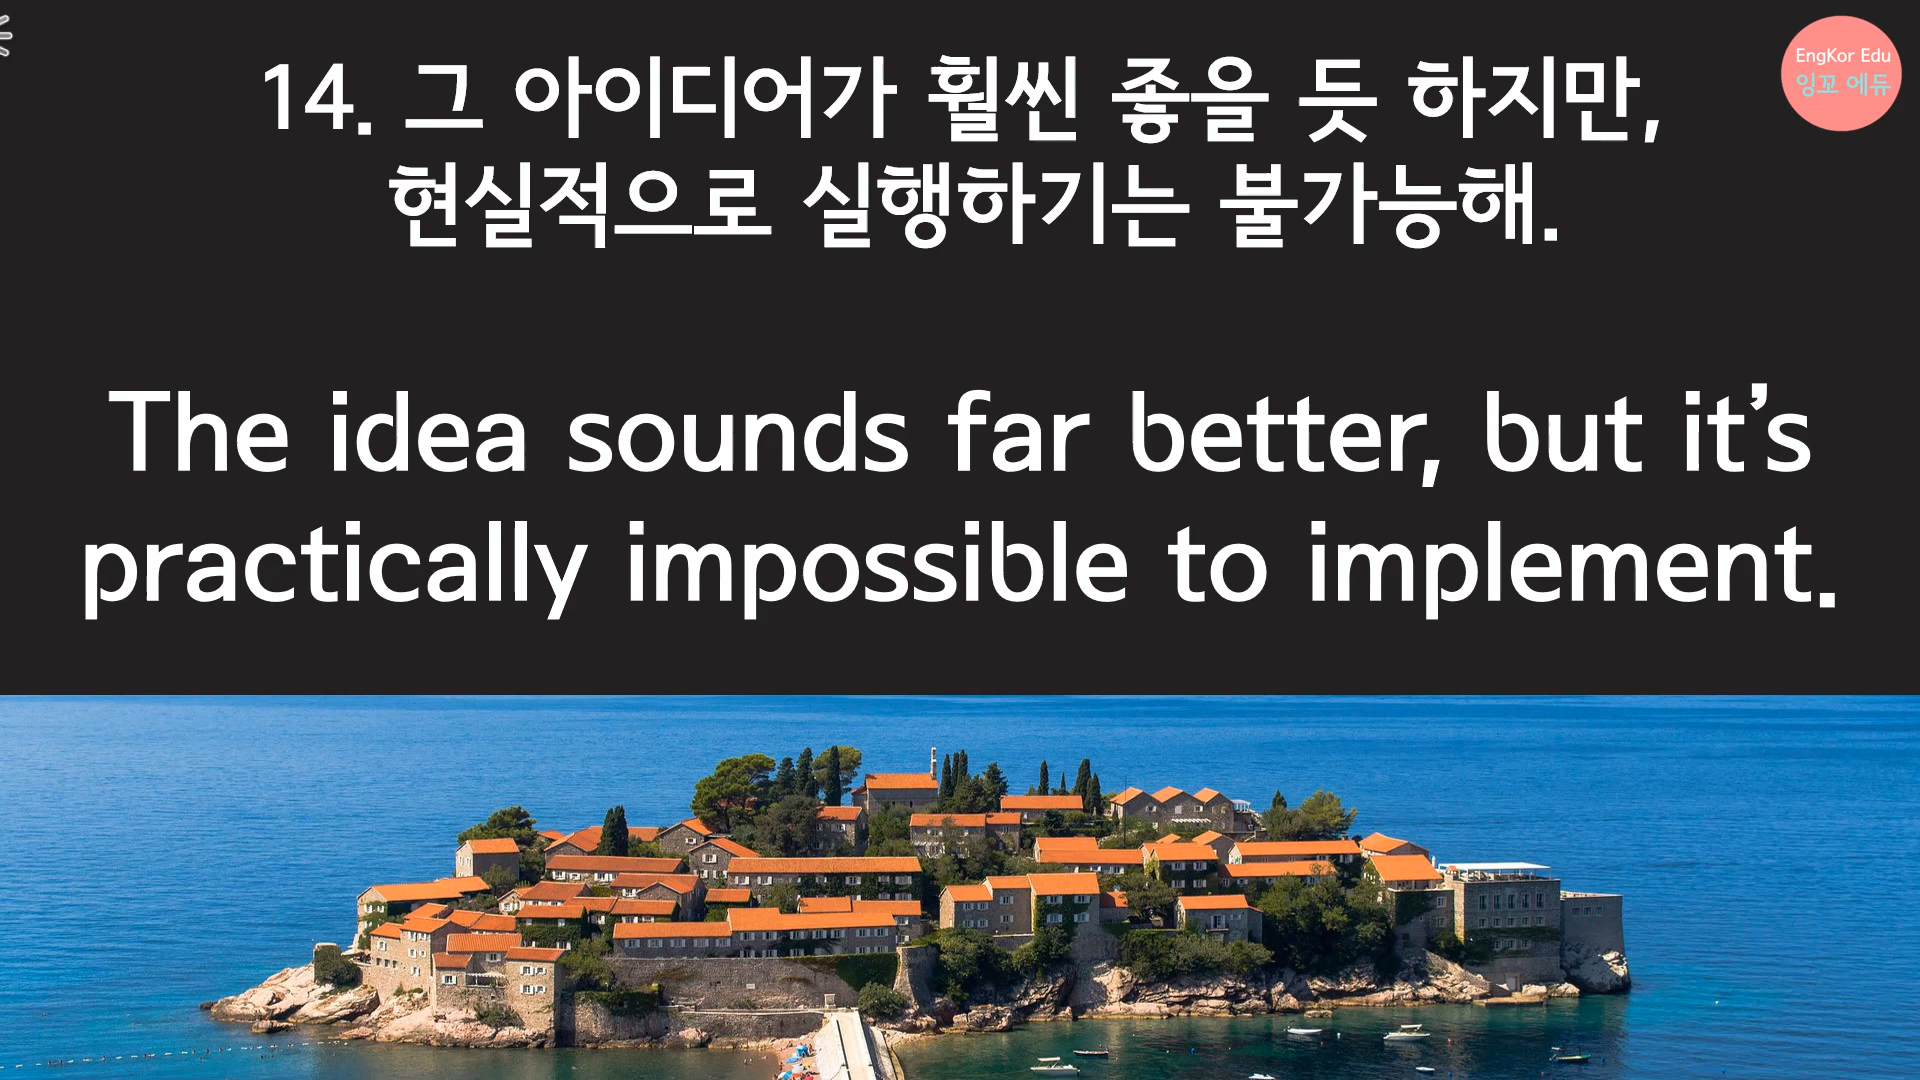 14. 그 아이디어가 훨씬 좋을 듯 하지만,
현실적으로 실행하기는 불가능해.
The idea sounds far better, but it’s
practically impossible to implement.
EngKor Edu
잉꼬 에듀